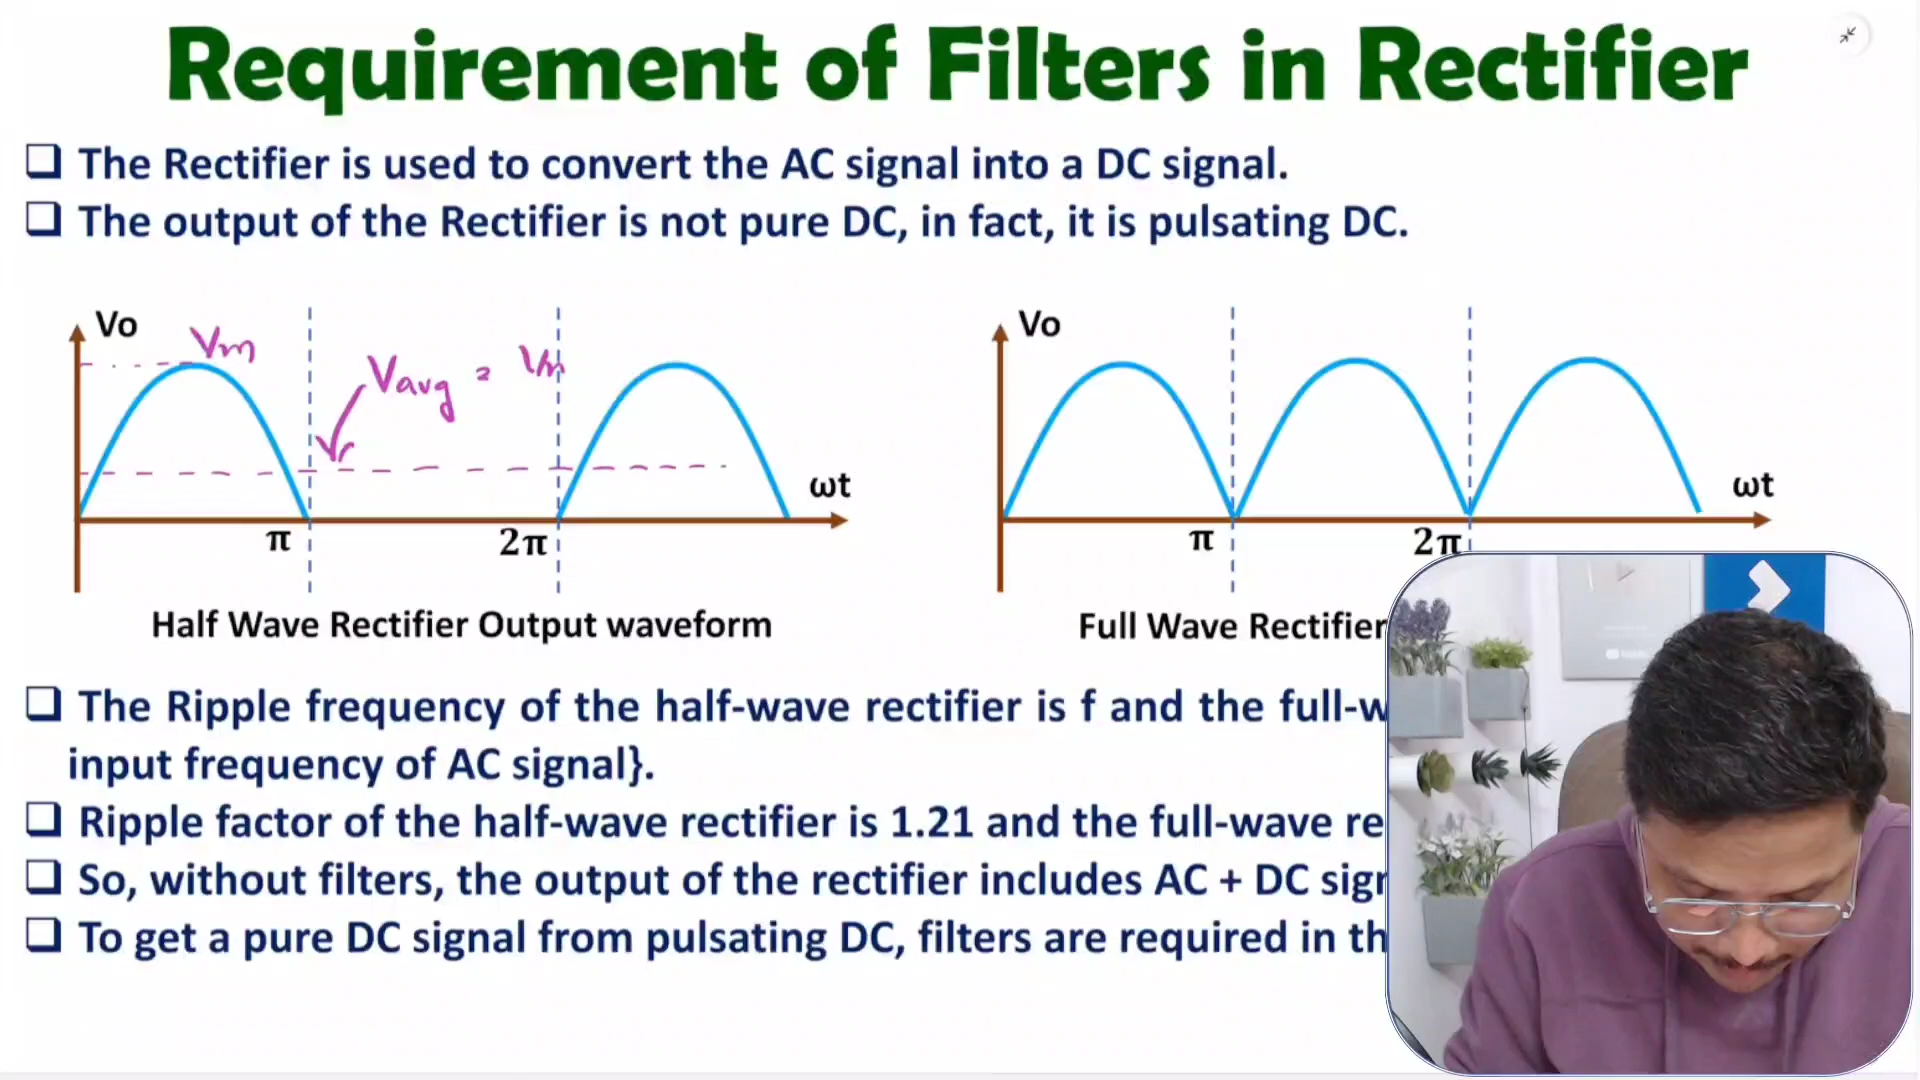 Requirement of Filters in Rectifier
❑ The Rectifier is used to convert the AC signal into a DC signal.
❑ The output of the Rectifier is not pure DC, in fact, it is pulsating DC.
Vo
Vm
Vavg = Vm
ωt
π
2π
Half Wave Rectifier Output waveform
Vo
ωt
π
2π
Full Wave Rectifier
❑ The Ripple frequency of the half-wave rectifier is f and the full-w
input frequency of AC signal}.
❑ Ripple factor of the half-wave rectifier is 1.21 and the full-wave re
❑ So, without filters, the output of the rectifier includes AC + DC sig
❑ To get a pure DC signal from pulsating DC, filters are required in th